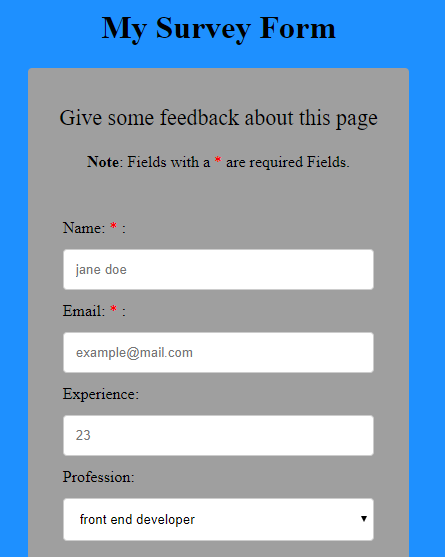 My Survey Form
Give some feedback about this page
Note: Fields with a * are required Fields.
Name: * :
jane doe
Email: * :
example@mail.com
Experience:
23
Profession:
front end developer